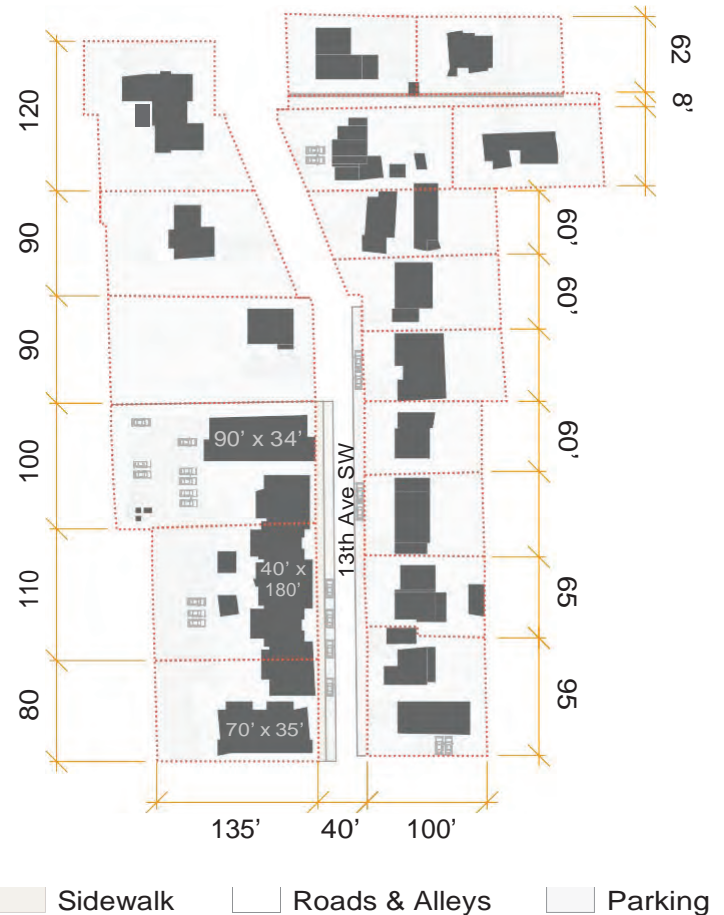 62
8’
120
90
60’
60’
90
60’
100
90’ x 34’
13th Ave SW
40’ x
180’
110
65
80
70’ x 35’
95
135’
40’
100’
Sidewalk
Roads & Alleys
Parking